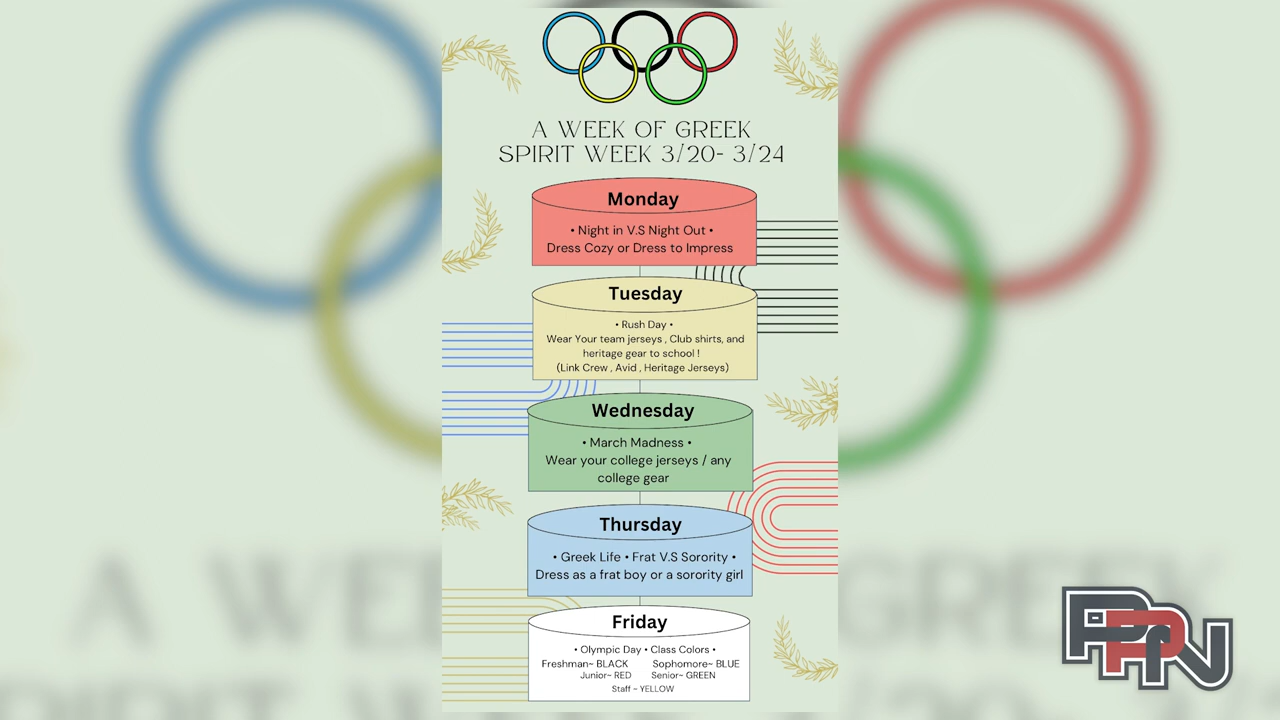 A WEEK OF GREEK
SPIRIT WEEK 3/20- 3/24
Monday
• Night in V.S Night Out •
Dress Cozy or Dress to Impress
Tuesday
• Rush Day •
Wear Your team jerseys , Club shirts, and
heritage gear to school !
(Link Crew , Avid , Heritage Jerseys)
Wednesday
• March Madness •
Wear your college jerseys / any
college gear
Thursday
• Greek Life • Frat V.S Sorority •
Dress as a frat boy or a sorority girl
Friday
• Olympic Day • Class Colors •
Freshman~ BLACK Sophomore~ BLUE
Junior~ RED Senior~ GREEN
Staff ~ YELLOW
PPN